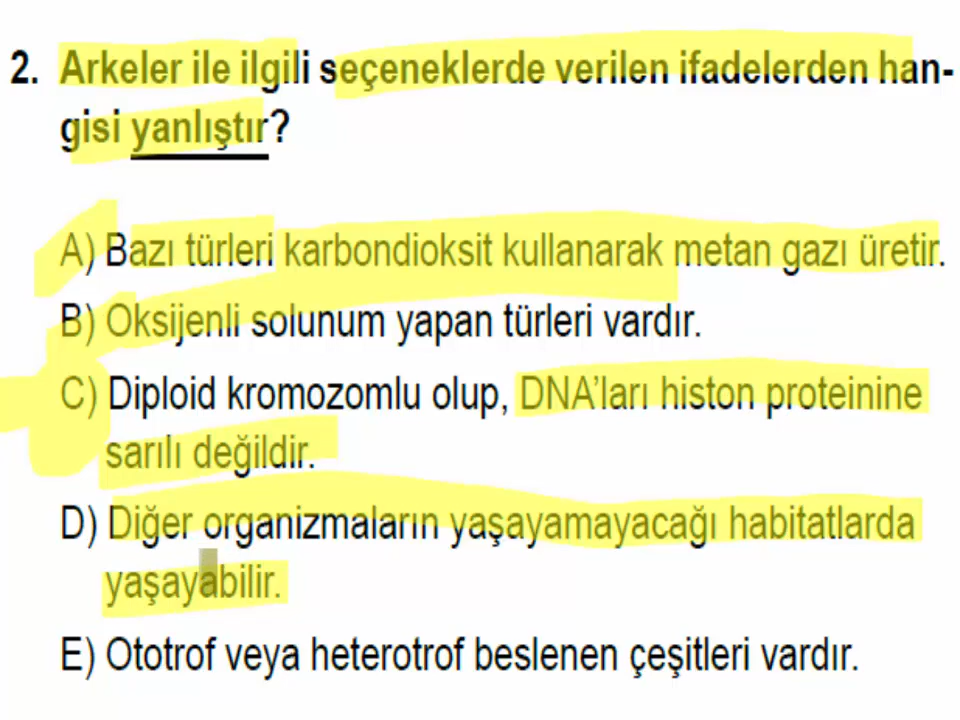 2. Arkeler ile ilgili seçeneklerde verilen ifadelerden han-
gisi yanlıştır?
A) Bazı türleri karbondioksit kullanarak metan gazı üretir.
B) Oksijenli solunum yapan türleri vardır.
C) Diploid kromozomlu olup, DNA'ları histon proteinine
sarılı değildir.
D) Diğer organizmaların yaşayamayacağı habitatlarda
yaşayabilir.
E) Ototrof veya heterotrof beslenen çeşitleri vardır.